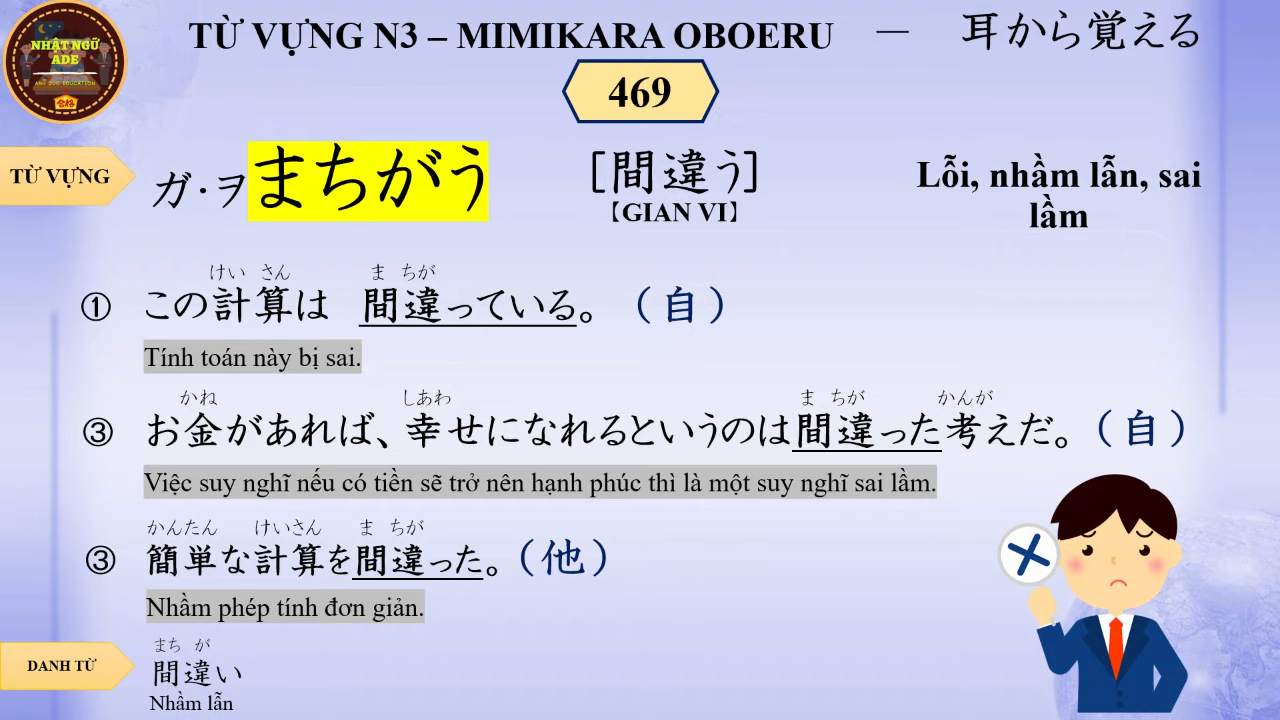 TỪ VỰNG N3 – MIMIKARA OBOERU — 耳から覚える
NHẬT NGỮ
ADE
ANH DUC EDUCATION
合格
469
TỪ VỰNG
ガ・ヲまちがう
[間違う]
【GIAN VI】
Lỗi, nhầm lẫn, sai
lầm
けい さん ま ちが
① この計算は 間違っている。（自）
Tính toán này bị sai.
かね しあわ ま ちが かんが
③ お金があれば、幸せになれるというのは間違った考えだ。（自）
Việc suy nghĩ nếu có tiền sẽ trở nên hạnh phúc thì là một suy nghĩ sai lầm.
かんたん けいさん ま ちが
③ 簡単な計算を間違った。（他）
Nhầm phép tính đơn giản.
DANH TỪ
まち が
間違い
Nhầm lẫn